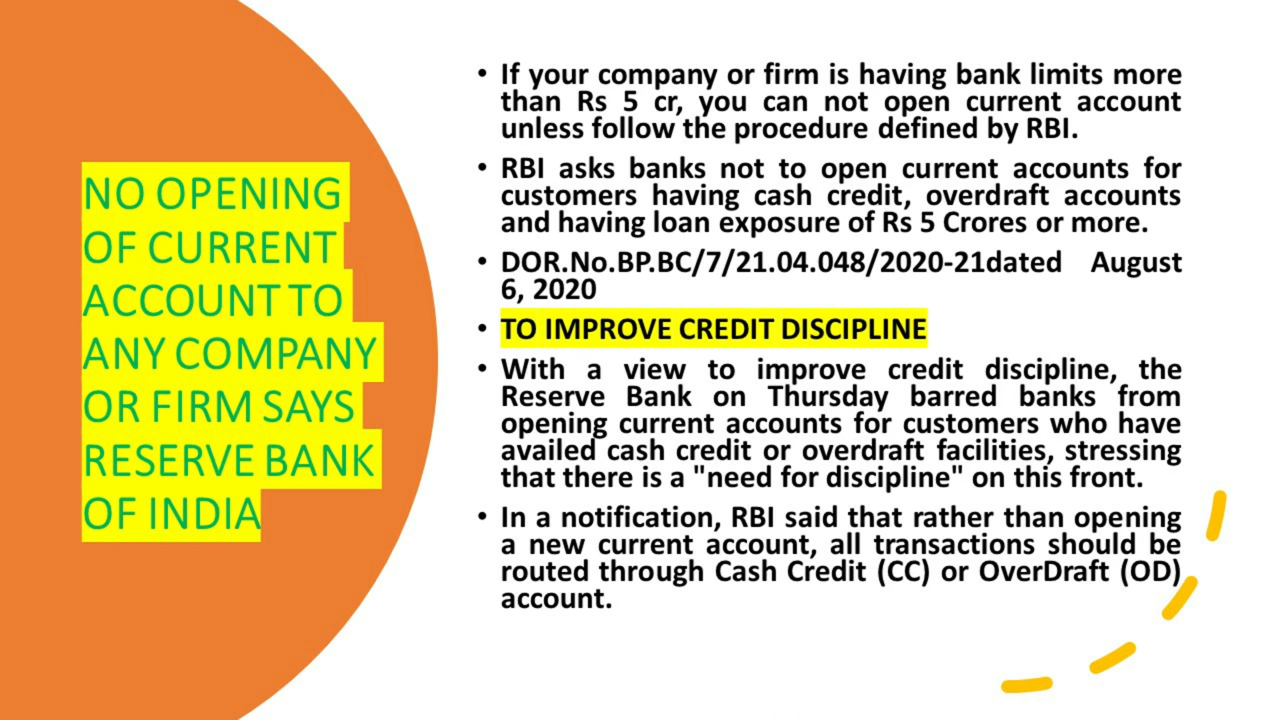 NO OPENING
OF CURRENT
ACCOUNT TO
ANY COMPANY
OR FIRM SAYS
RESERVE BANK
OF INDIA
• If your company or firm is having bank limits more
than Rs 5 cr, you can not open current account
unless follow the procedure defined by RBI.
• RBI asks banks not to open current accounts for
customers having cash credit, overdraft accounts
and having loan exposure of Rs 5 Crores or more.
• DOR.No.BP.BC/7/21.04.048/2020-21dated August
6, 2020
• TO IMPROVE CREDIT DISCIPLINE
• With a view to improve credit discipline, the
Reserve Bank on Thursday barred banks from
opening current accounts for customers who have
availed cash credit or overdraft facilities, stressing
that there is a "need for discipline" on this front.
• In a notification, RBI said that rather than opening
a new current account, all transactions should be
routed through Cash Credit (CC) or OverDraft (OD)
account.